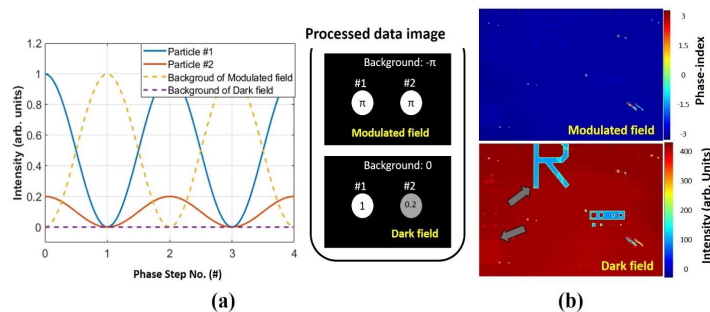 Processed data image
1.2
1
0.8
0.6
0.4
0.2
0
0 1 2 3 4
Intensity (arb. units)
Phase Step No. (#)
Particle #1
Particle #2
Backgroud of Modulated field
Background of Dark field
Background: -π
#1 #2
π π
Modulated field
Background: 0
#1 #2
1 0.2
Dark field
(a)
Modulated field
3
2
1
0
-1
-2
-3
Phase-index
R
Dark field
400
300
200
100
0
Intensity (arb. Units)
(b)